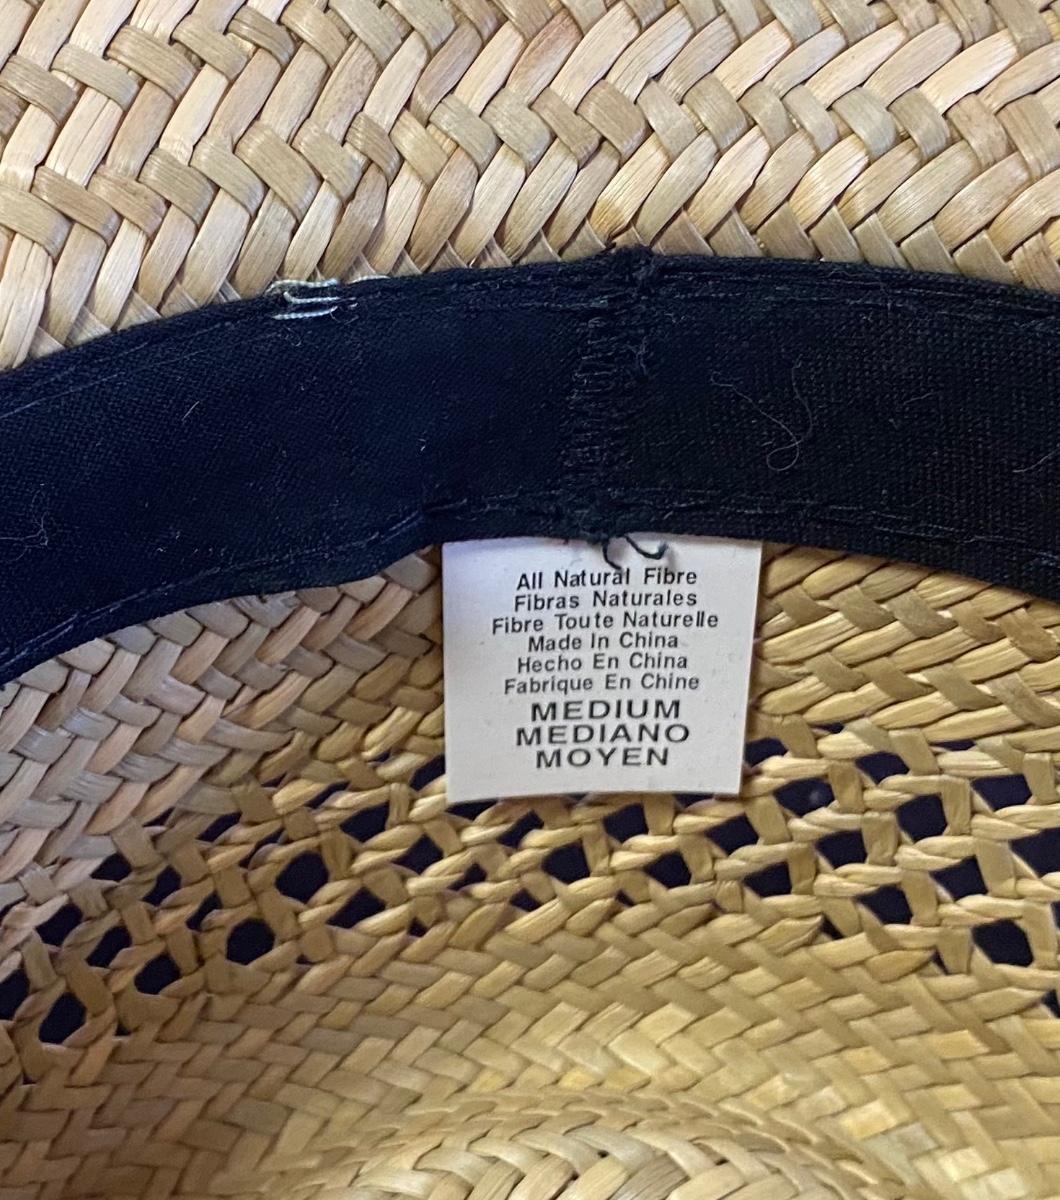 All Natural Fibre
Fibras Naturales
Fibre Toute Naturelle
Made In China
Hecho En China
Fabrique En Chine
MEDIUM
MEDIANO
MOYEN